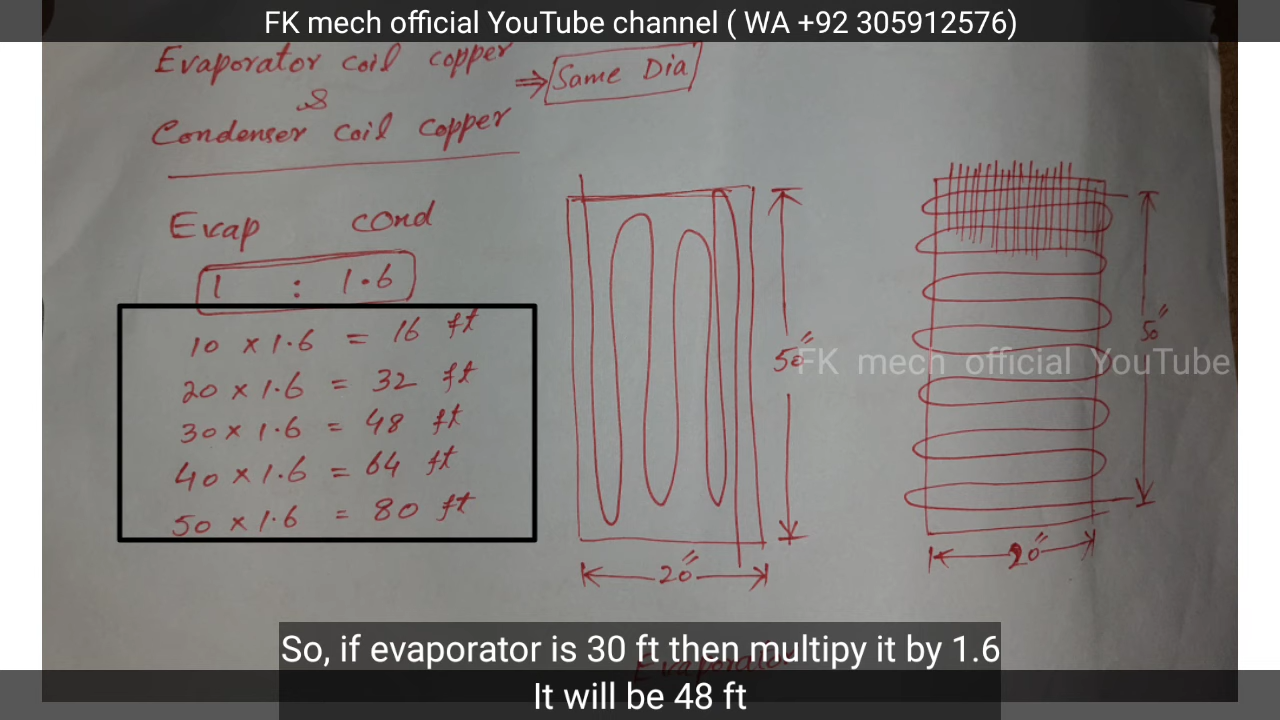 FK mech official YouTube channel ( WA +92 305912576)
Evaporator coil copper
&
Condenser coil copper
⇒ Same Dia
Evap cond
1 : 1.6
10 x 1.6 = 16 ft
20 x 1.6 = 32 ft
30 x 1.6 = 48 ft
40 x 1.6 = 64 ft
50 x 1.6 = 80 ft
50"
20"
50"
20"
FK mech official YouTube
Evaporator
So, if evaporator is 30 ft then multipy it by 1.6
It will be 48 ft